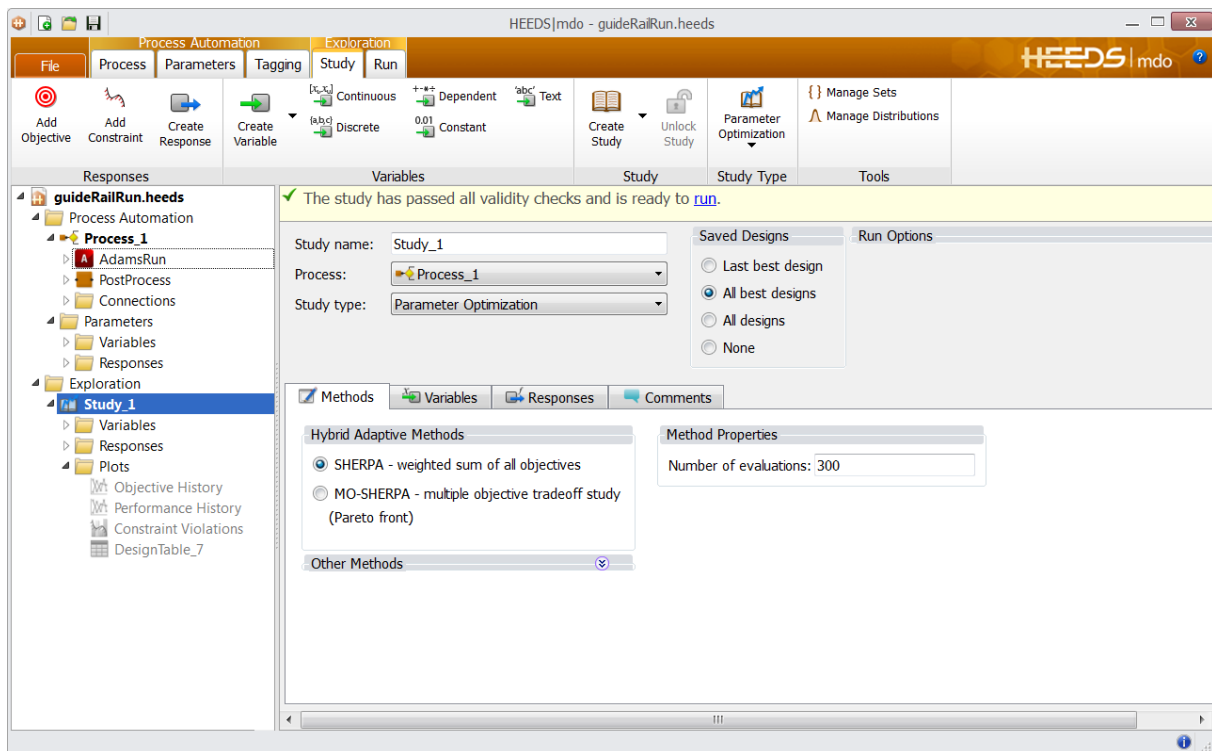 HEEDS|mdo - guideRailRun.heeds
Process Automation Exploration
File Process Parameters Tagging Study Run
HEEDS | mdo
Add Objective
Add Constraint
Create Response
Responses
Create Variable
[x₁,x₂] Continuous
{a,b,c} Discrete
+-*÷ Dependent
0.01 Constant
'abc' Text
Variables
Create Study
Unlock Study
Study
Parameter Optimization
Study Type
{ } Manage Sets
Manage Distributions
Tools
guideRailRun.heeds
Process Automation
Process_1
A AdamsRun
PostProcess
Connections
Parameters
Variables
Responses
Exploration
Study_1
Variables
Responses
Plots
Objective History
Performance History
Constraint Violations
DesignTable_7
The study has passed all validity checks and is ready to run.
Study name: Study_1
Process: Process_1
Study type: Parameter Optimization
Saved Designs
Last best design
All best designs
All designs
None
Run Options
Methods Variables Responses Comments
Hybrid Adaptive Methods
SHERPA - weighted sum of all objectives
MO-SHERPA - multiple objective tradeoff study
(Pareto front)
Other Methods
Method Properties
Number of evaluations: 300